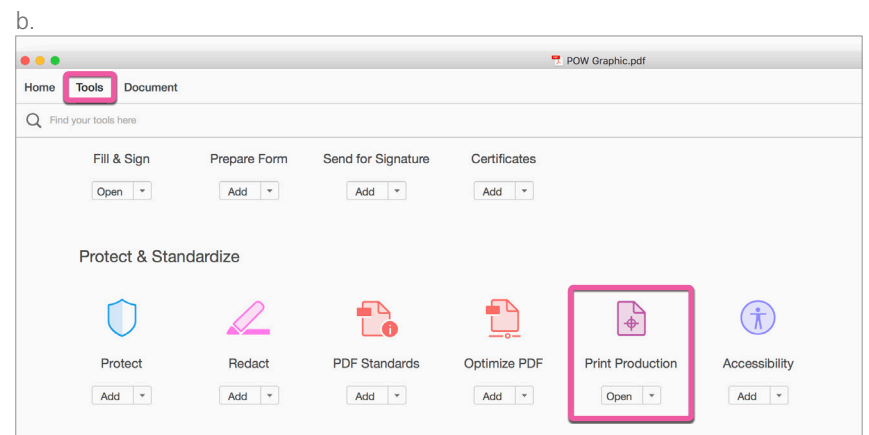 b.
POW Graphic.pdf
Home Tools Document
Find your tools here
Fill & Sign Prepare Form Send for Signature Certificates
Open Add Add Add
Protect & Standardize
Protect Redact PDF Standards Optimize PDF Print Production Accessibility
Add Add Add Add Open Add